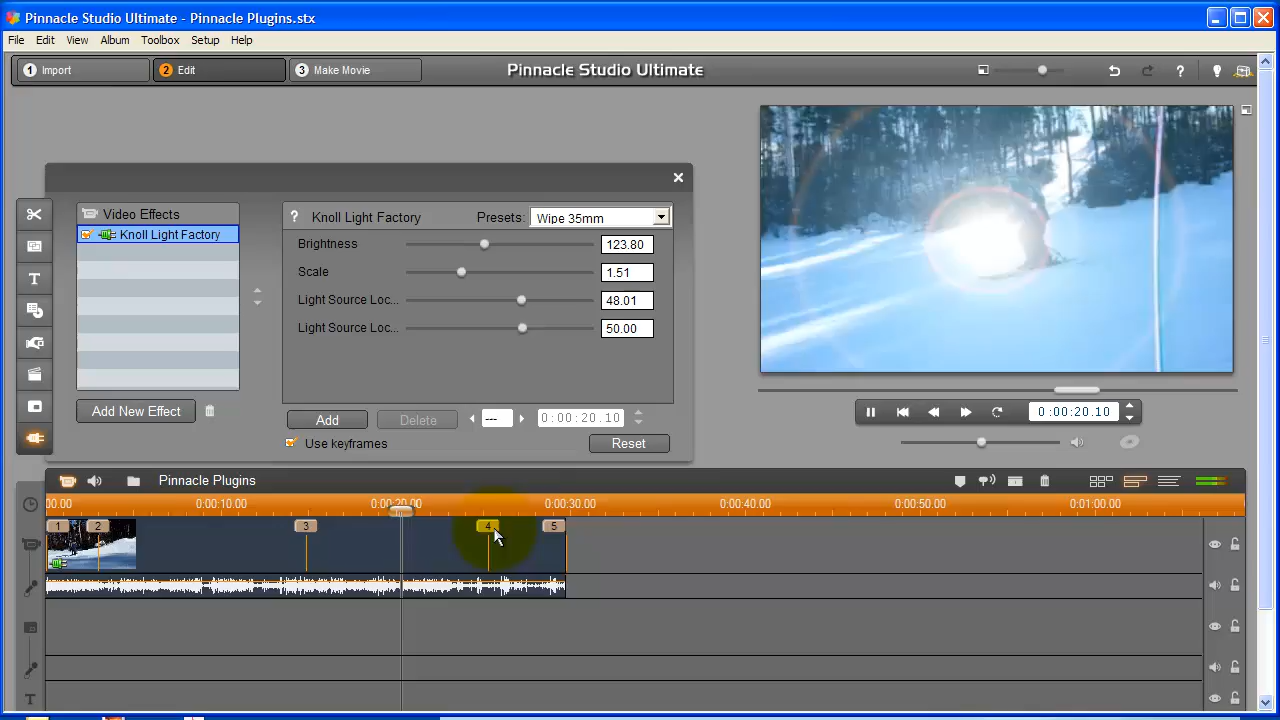 Pinnacle Studio Ultimate - Pinnacle Plugins.stx
File Edit View Album Toolbox Setup Help
1 Import 2 Edit 3 Make Movie Pinnacle Studio Ultimate ?
Video Effects
Knoll Light Factory
Add New Effect
? Knoll Light Factory Presets: Wipe 35mm
Brightness 123.80
Scale 1.51
Light Source Loc... 48.01
Light Source Loc... 50.00
Add Delete --- 0:00:20.10
Use keyframes Reset
0:00:20.10
Pinnacle Plugins
00.00 0:00:10.00 0:00:20.00 0:00:30.00 0:00:40.00 0:00:50.00 0:01:00.00
1 2 3 4 5
T
T